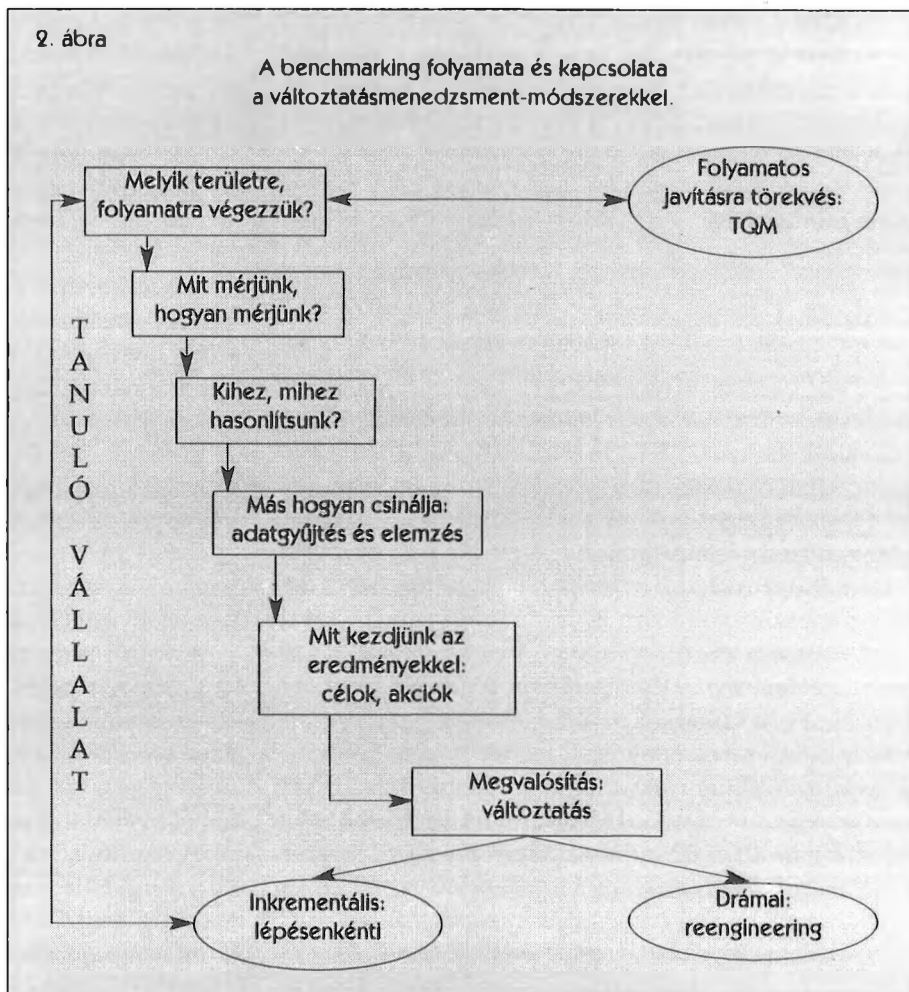 2. ábra
A benchmarking folyamata és kapcsolata
a változtatásmenedzsment-módszerekkel.
Melyik területre,
folyamatra végezzük?
Folyamatos
javításra törekvés:
TQM
Mit mérjünk,
hogyan mérjünk?
Kihez, mihez
hasonlítsunk?
Más hogyan csinálja:
adatgyűjtés és elemzés
Mit kezdjünk az
eredményekkel:
célok, akciók
Megvalósítás:
változtatás
Inkrementális:
lépésenkénti
Drámai:
reengineering
TANULÓ VÁLLALAT